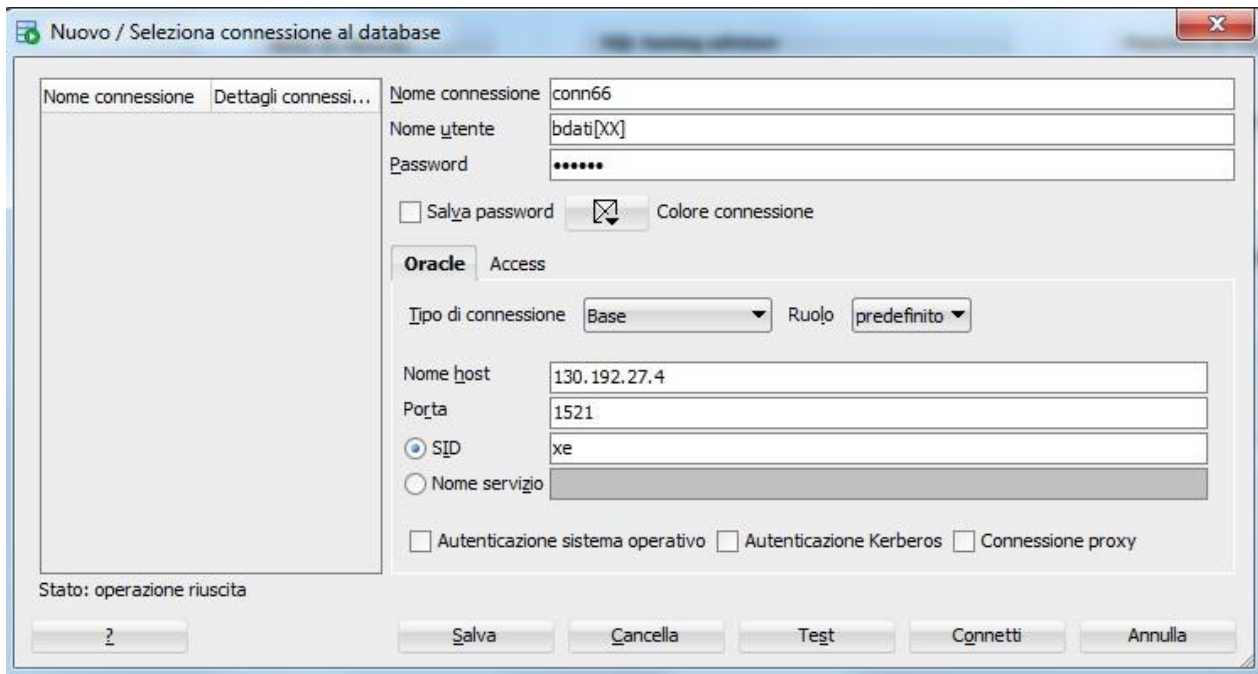 Nuovo / Seleziona connessione al database
Nome connessione Dettagli connessi...
Nome connessione conn66
Nome utente bdati[XX]
Password ••••••
Salva password Colore connessione
Oracle Access
Tipo di connessione Base Ruolo predefinito
Nome host 130.192.27.4
Porta 1521
SID xe
Nome servizio
Autenticazione sistema operativo Autenticazione Kerberos Connessione proxy
Stato: operazione riuscita
? Salva Cancella Test Connetti Annulla